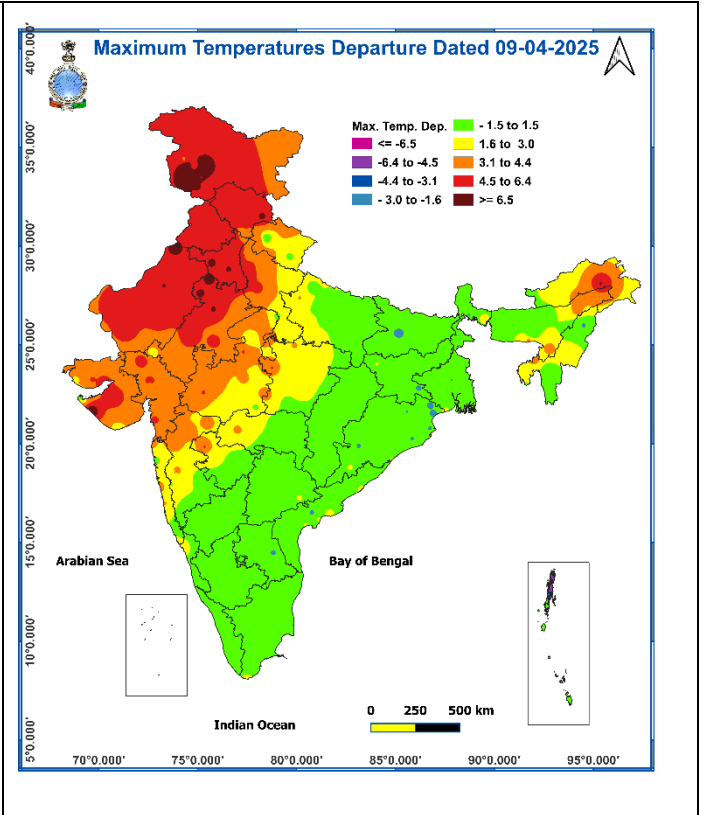 Maximum Temperatures Departure Dated 09-04-2025
Max. Temp. Dep.
<= -6.5
-6.4 to -4.5
-4.4 to -3.1
- 3.0 to -1.6
- 1.5 to 1.5
1.6 to 3.0
3.1 to 4.4
4.5 to 6.4
>= 6.5
40°0.000′
35°0.000′
30°0.000′
25°0.000′
20°0.000′
15°0.000′
10°0.000′
5°0.000′
Arabian Sea
Bay of Bengal
Indian Ocean
0 250 500 km
70°0.000′ 75°0.000′ 80°0.000′ 85°0.000′ 90°0.000′ 95°0.000′